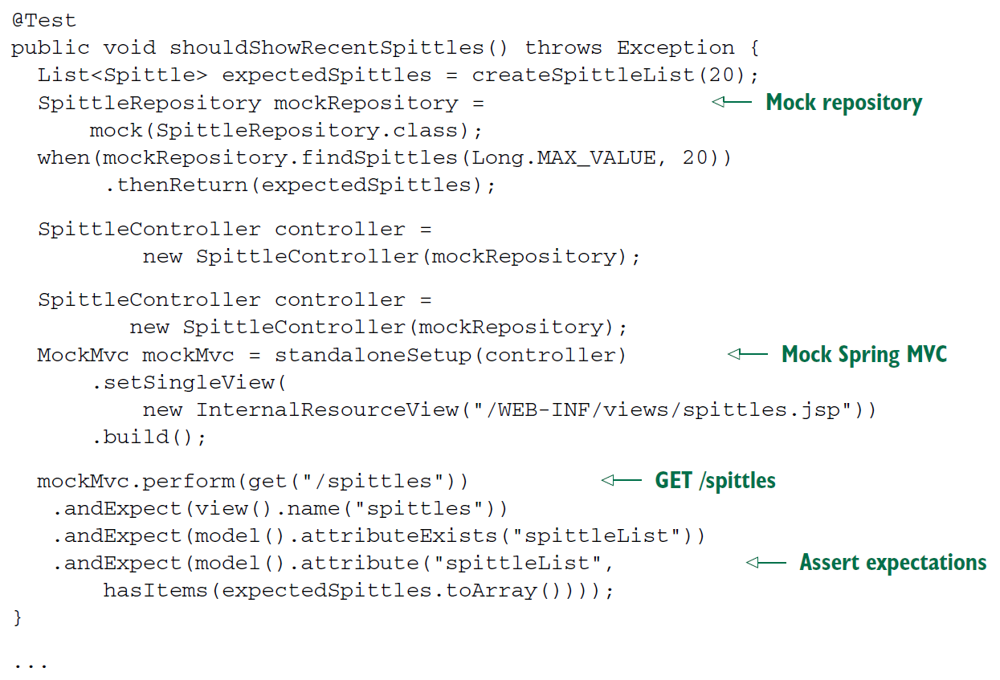 @Test
public void shouldShowRecentSpittles() throws Exception {
List<Spittle> expectedSpittles = createSpittleList(20);
SpittleRepository mockRepository = Mock repository
mock(SpittleRepository.class);
when(mockRepository.findSpittles(Long.MAX_VALUE, 20))
.thenReturn(expectedSpittles);
SpittleController controller =
new SpittleController(mockRepository);
SpittleController controller =
new SpittleController(mockRepository);
MockMvc mockMvc = standaloneSetup(controller) Mock Spring MVC
.setSingleView(
new InternalResourceView("/WEB-INF/views/spittles.jsp"))
.build();
mockMvc.perform(get("/spittles")) GET /spittles
.andExpect(view().name("spittles"))
.andExpect(model().attributeExists("spittleList"))
.andExpect(model().attribute("spittleList", Assert expectations
hasItems(expectedSpittles.toArray())));
}
...